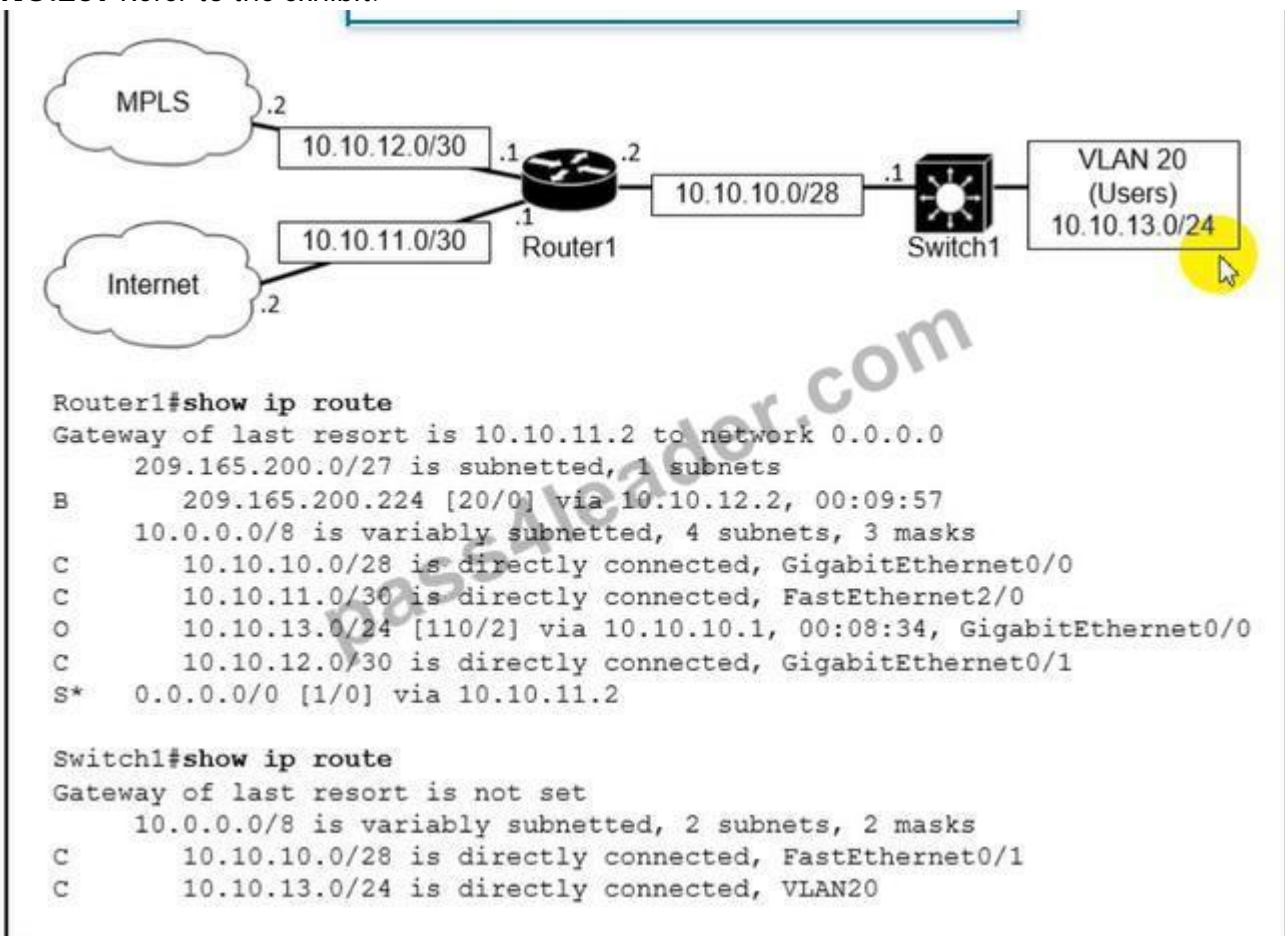 Refer to the exhibit.
MPLS
.2
10.10.12.0/30
.1
.2
10.10.10.0/28
.1
VLAN 20
(Users)
10.10.13.0/24
.1
10.10.11.0/30
Router1
Switch1
Internet
.2
pass4leader.com
Router1#show ip route
Gateway of last resort is 10.10.11.2 to network 0.0.0.0
209.165.200.0/27 is subnetted, 1 subnets
B 209.165.200.224 [20/0] via 10.10.12.2, 00:09:57
10.0.0.0/8 is variably subnetted, 4 subnets, 3 masks
C 10.10.10.0/28 is directly connected, GigabitEthernet0/0
C 10.10.11.0/30 is directly connected, FastEthernet2/0
O 10.10.13.0/24 [110/2] via 10.10.10.1, 00:08:34, GigabitEthernet0/0
C 10.10.12.0/30 is directly connected, GigabitEthernet0/1
S* 0.0.0.0/0 [1/0] via 10.10.11.2
Switch1#show ip route
Gateway of last resort is not set
10.0.0.0/8 is variably subnetted, 2 subnets, 2 masks
C 10.10.10.0/28 is directly connected, FastEthernet0/1
C 10.10.13.0/24 is directly connected, VLAN20